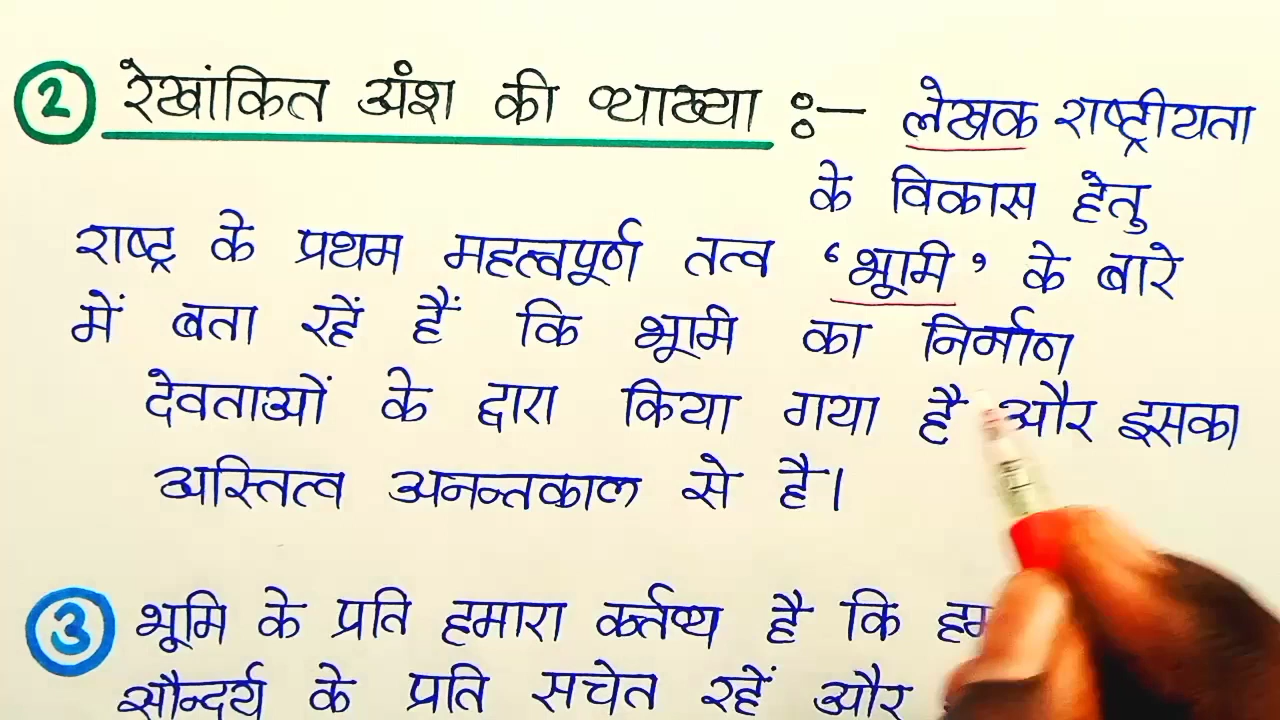 2 रेखांकित अंश की व्याख्या :— लेखक राष्ट्रीयता
के विकास हेतु
राष्ट्र के प्रथम महत्वपूर्ण तत्व ‘भूमि’ के बारे
में बता रहें हैं कि भूमि का निर्माण
देवताओं के द्वारा किया गया है और इसका
अस्तित्व अनन्तकाल से है।
3 भूमि के प्रति हमारा कर्तव्य है कि
सौन्दर्य के प्रति सचेत रहें और